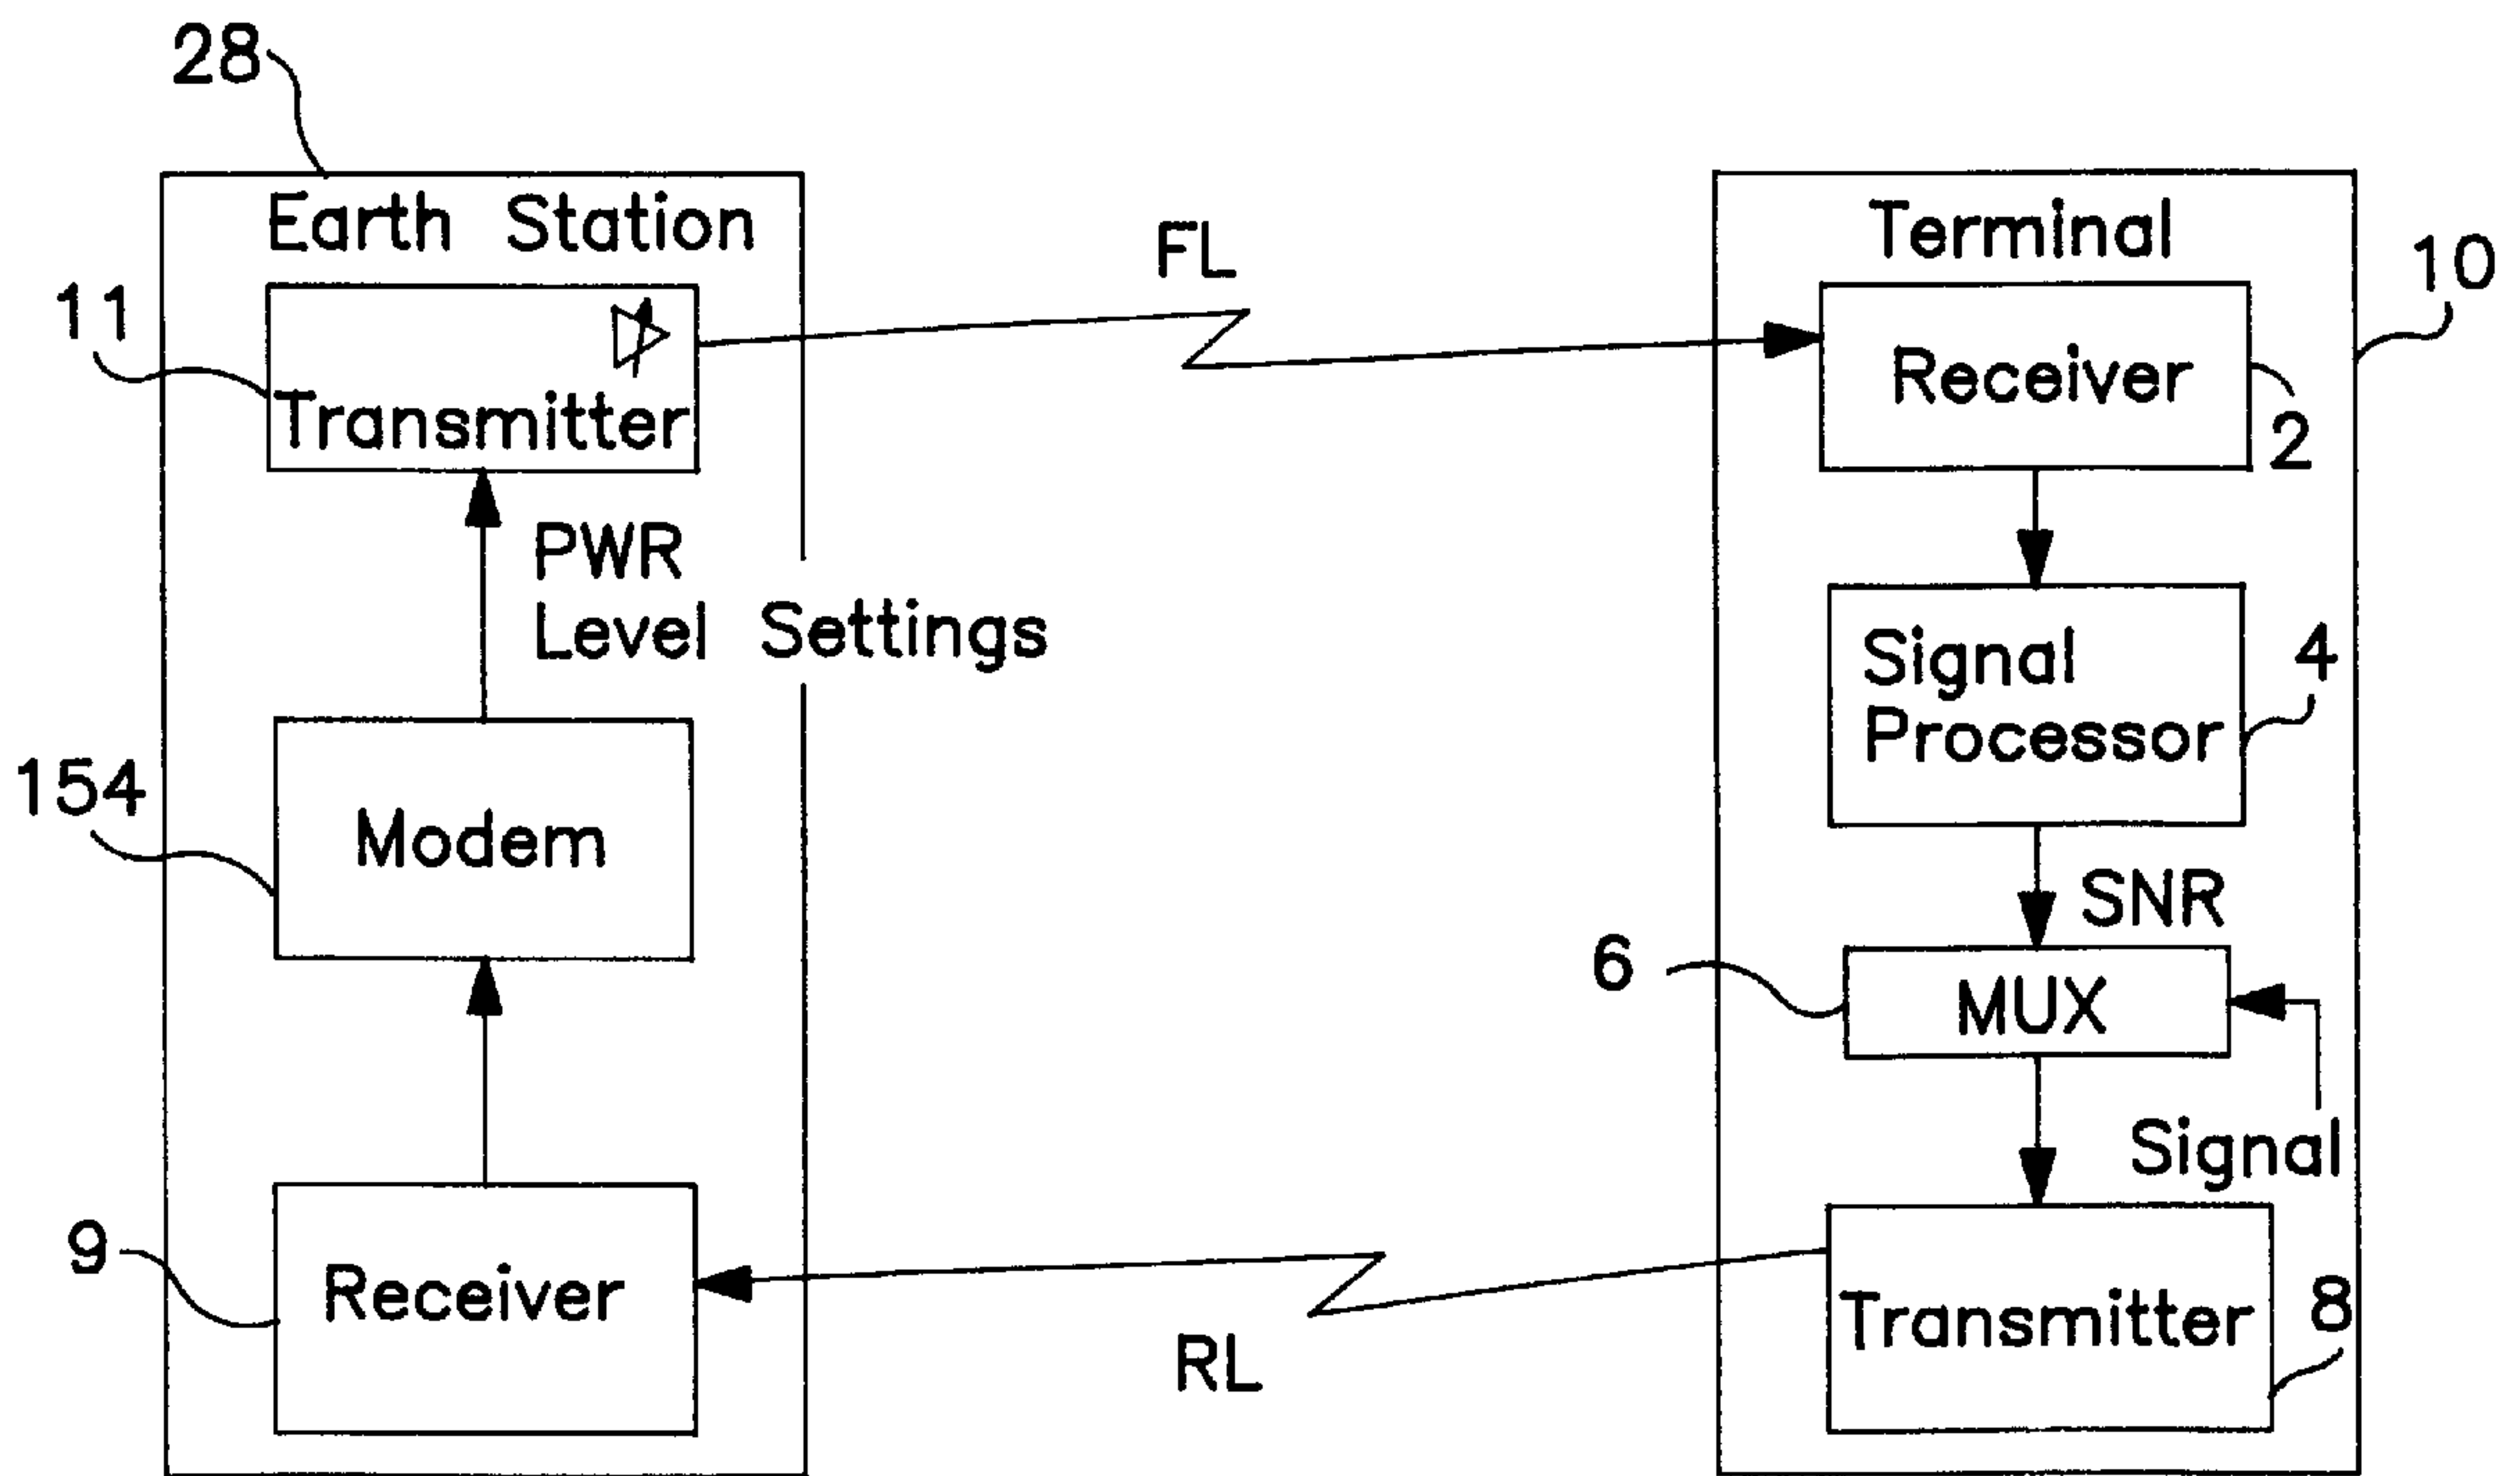 28
Earth Station
11
Transmitter
PWR
Level Settings
154
Modem
9
Receiver
FL
RL
Terminal
10
Receiver
2
Signal
Processor
4
SNR
6
MUX
Signal
Transmitter
8